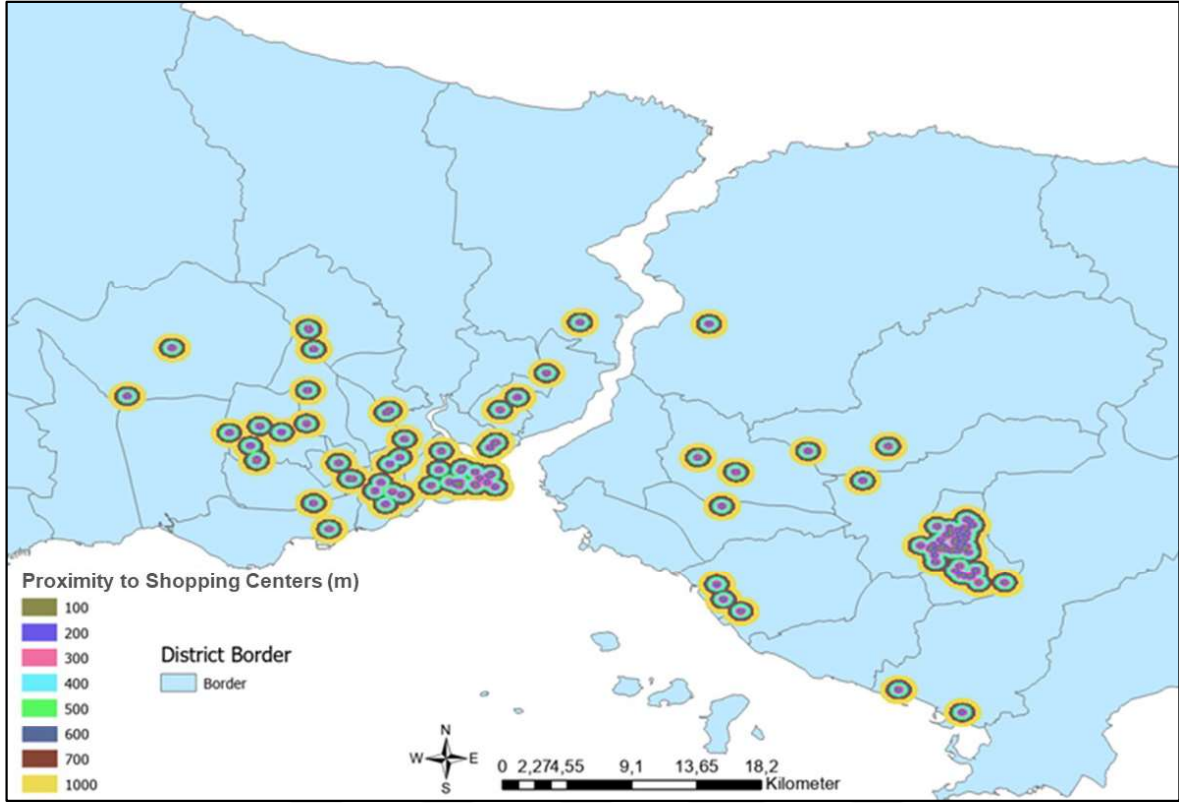 Proximity to Shopping Centers (m)
100
200
300
400
500
600
700
1000
District Border
Border
N
W E
S
0 2,274,55 9,1 13,65 18,2
Kilometer